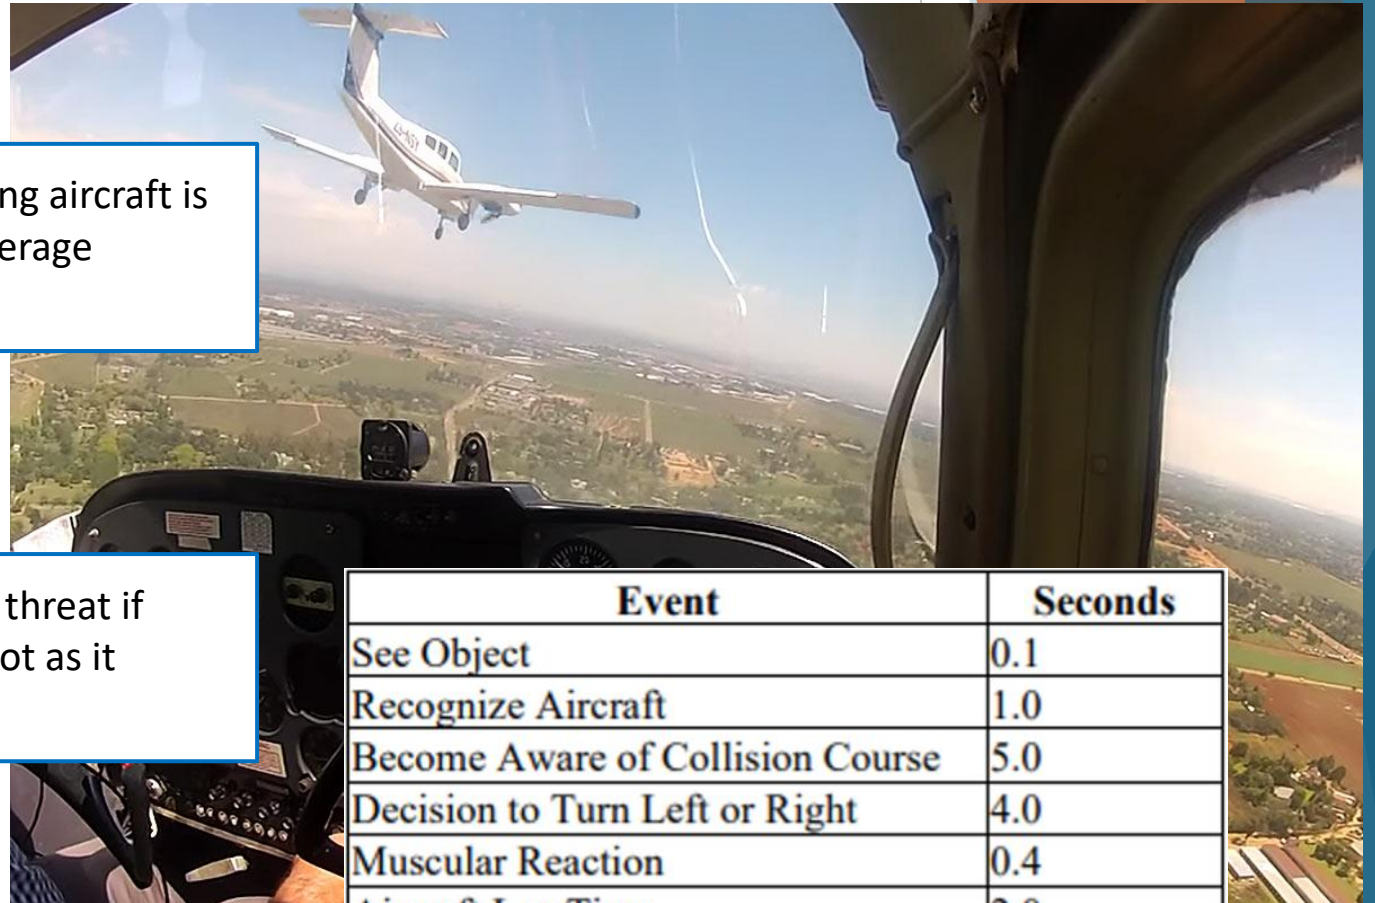 ng aircraft is
erage
threat if
ot as it
Event Seconds
See Object 0.1
Recognize Aircraft 1.0
Become Aware of Collision Course 5.0
Decision to Turn Left or Right 4.0
Muscular Reaction 0.4